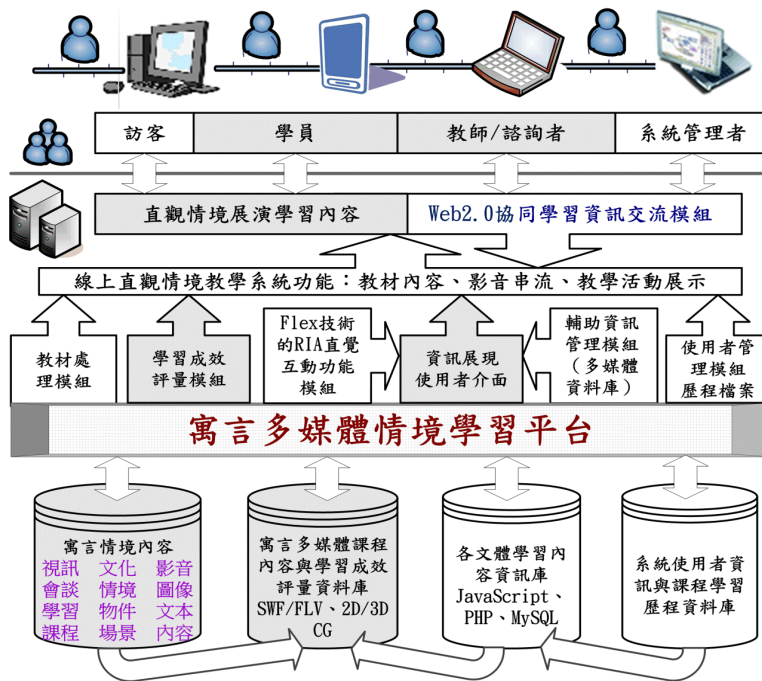 訪客
學員
教師/諮詢者
系統管理者
直觀情境展演學習內容
Web2.0協同學習資訊交流模組
線上直觀情境教學系統功能：教材內容、影音串流、教學活動展示
教材處
理模組
學習成效
評量模組
Flex技術
的RIA直覺
互動功能
模組
資訊展現
使用者介面
輔助資訊
管理模組
（多媒體
資料庫）
使用者管
理模組
歷程檔案
寓言多媒體情境學習平台
寓言情境內容
視訊 文化 影音
會談 情境 圖像
學習 物件 文本
課程 場景 內容
寓言多媒體課程
內容與學習成效
評量資料庫
SWF/FLV、2D/3D
CG
各文體學習內
容資訊庫
JavaScript、
PHP、MySQL
系統使用者資
訊與課程學習
歷程資料庫